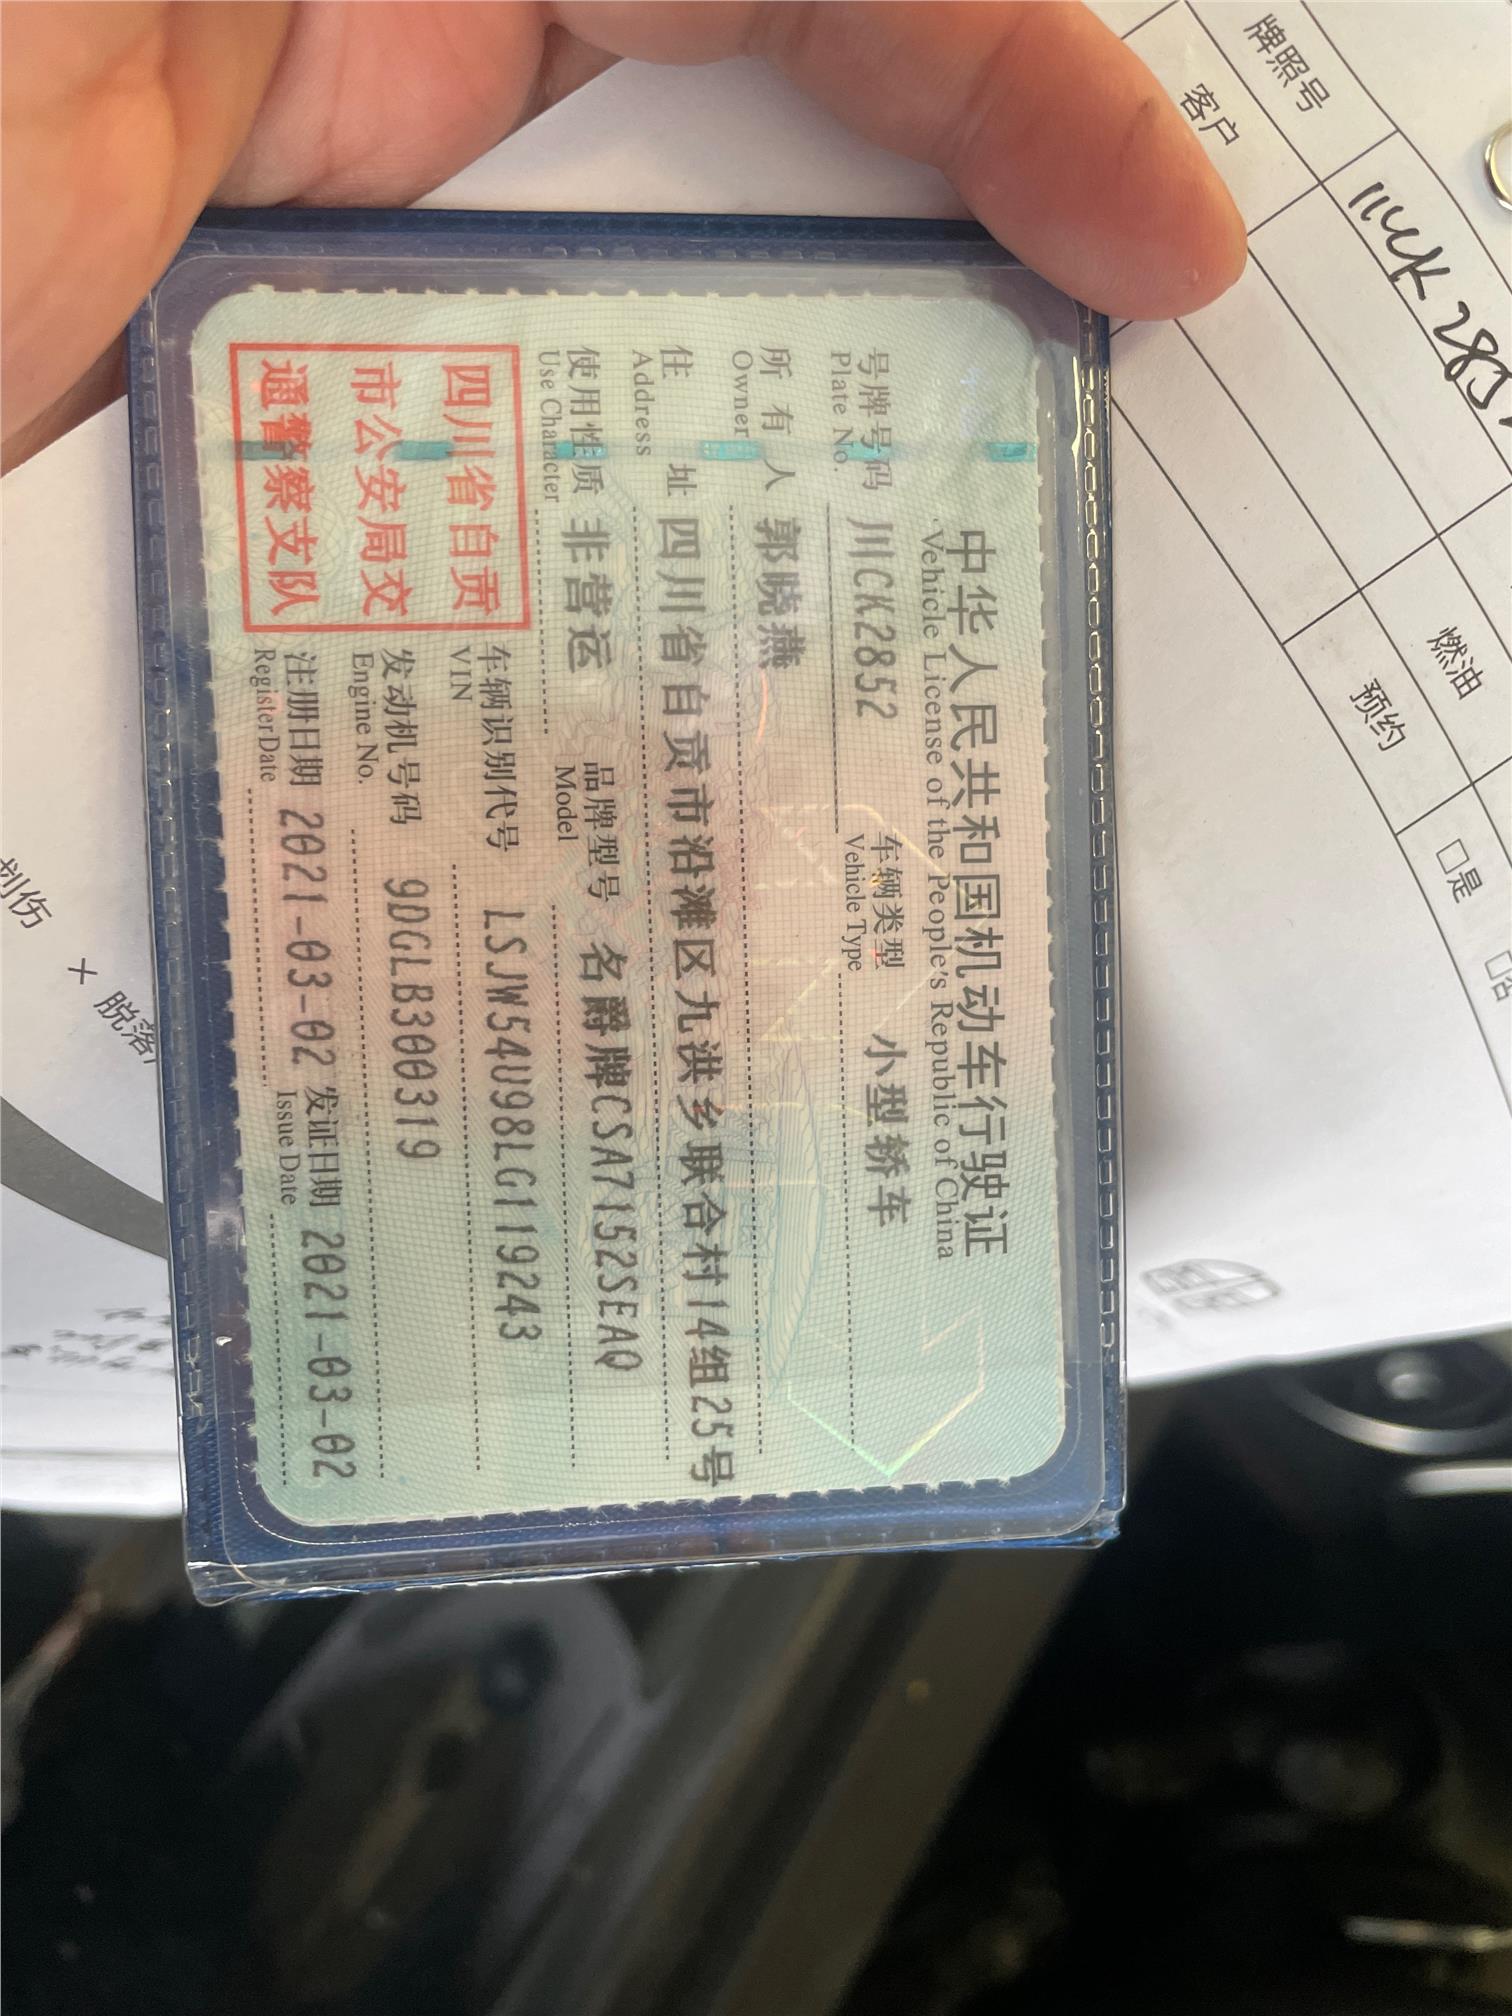 中华人民共和国机动车行驶证
Vehicle License of the People's Republic of China
号牌号码 川CK2852 车辆类型 小型轿车
Plate No. Vehicle Type
所有人 郭晓燕
Owner
住址 四川省自贡市沿滩区九洪乡联合村14组25号
Address
使用性质 非营运 品牌型号 名爵牌CSA7152SEAQ
Use Character Model
车辆识别代号 LSJW54U98LG119243
VIN
发动机号码 9DGLB300319
Engine No.
注册日期 2021-03-02 发证日期 2021-03-02
Register Date Issue Date
四川省自贡
市公安局交
通警察支队
牌照号 川CK285
客户
燃油
预约 □是
划伤
+ 脱落